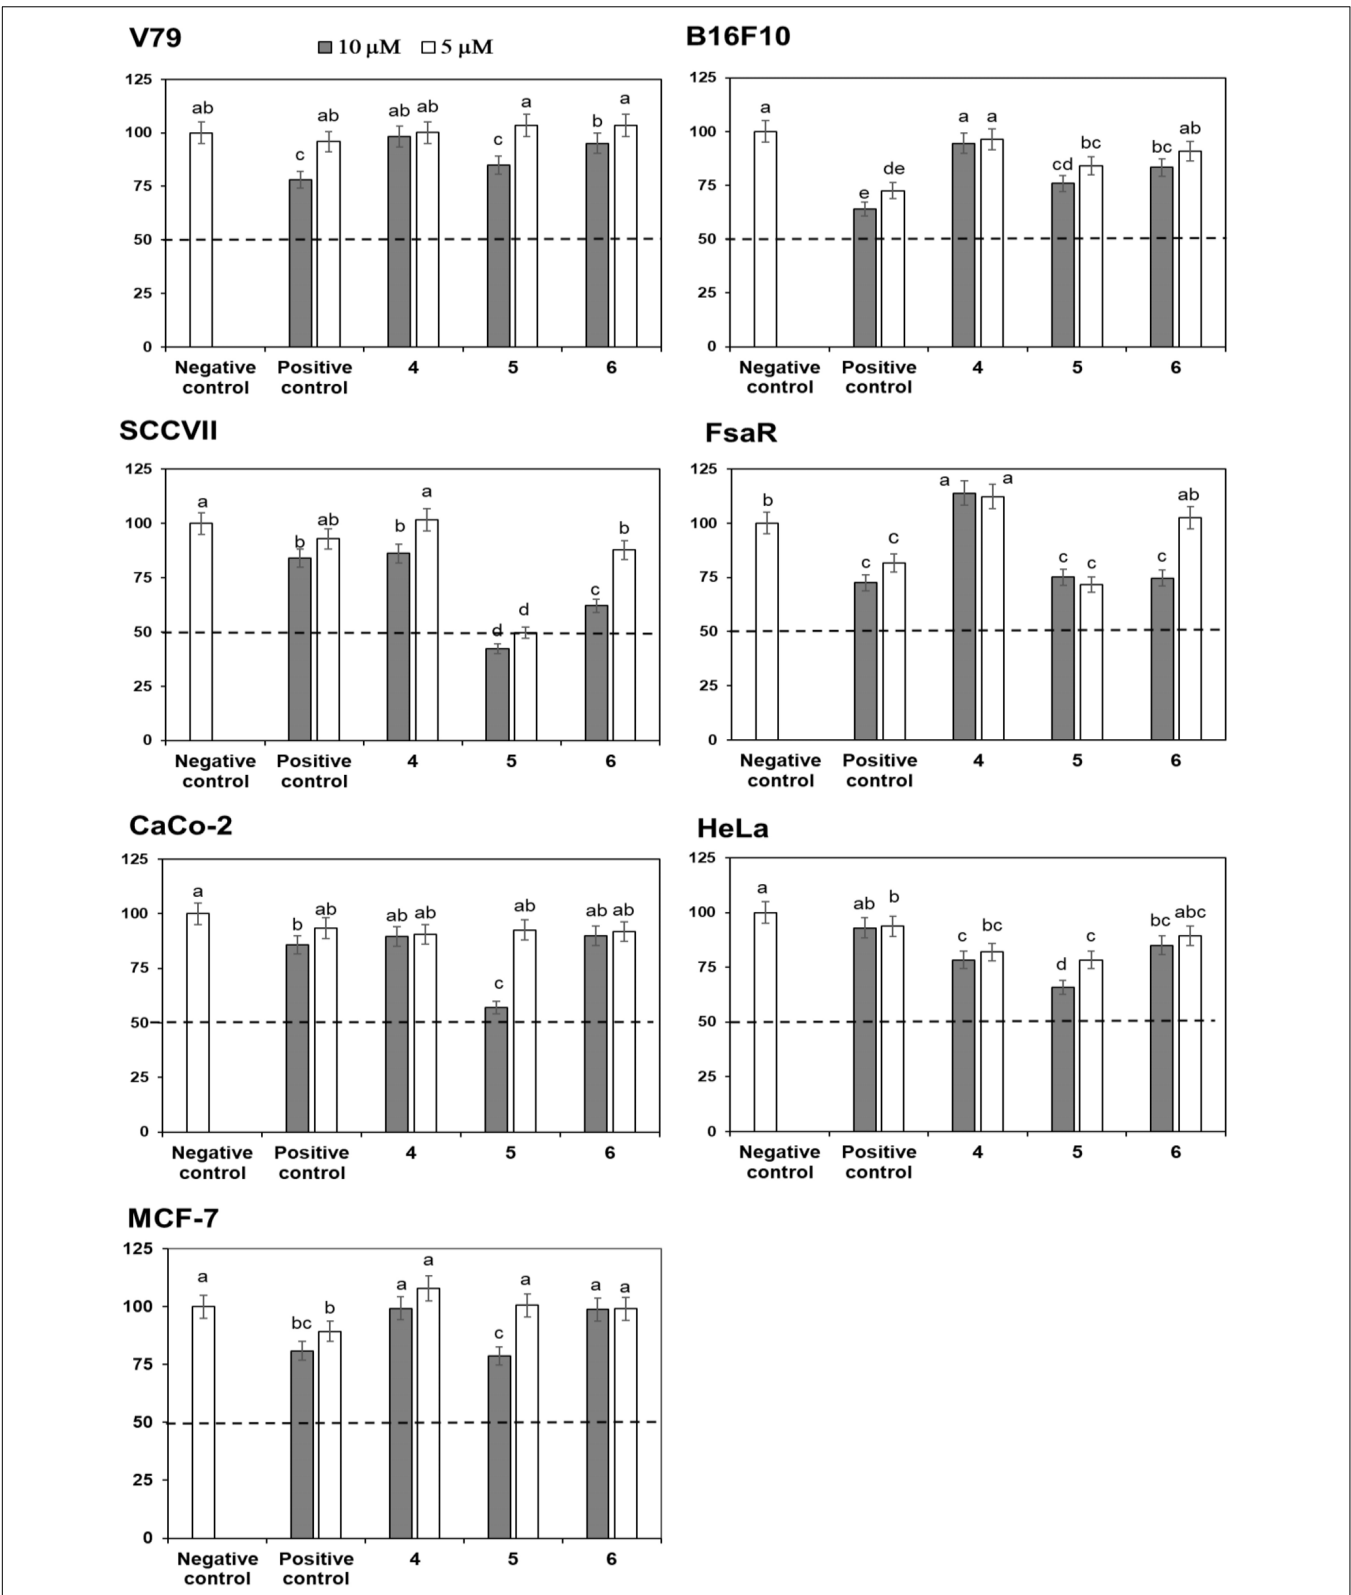 V79
10 μM 5 μM
125
100
75
50
25
0
ab
c
ab
ab
ab
c
a
b
a
Negative control
Positive control
4
5
6
B16F10
125
100
75
50
25
0
a
e
de
a
a
cd
bc
bc
ab
Negative control
Positive control
4
5
6
SCCVII
125
100
75
50
25
0
a
b
ab
b
a
d
d
c
b
Negative control
Positive control
4
5
6
FsaR
125
100
75
50
25
0
b
c
c
a
a
c
c
c
ab
Negative control
Positive control
4
5
6
CaCo-2
125
100
75
50
25
0
a
b
ab
ab
ab
c
ab
ab
ab
Negative control
Positive control
4
5
6
HeLa
125
100
75
50
25
0
a
ab
b
c
bc
d
c
bc
abc
Negative control
Positive control
4
5
6
MCF-7
125
100
75
50
25
0
a
bc
b
a
a
c
a
a
a
Negative control
Positive control
4
5
6